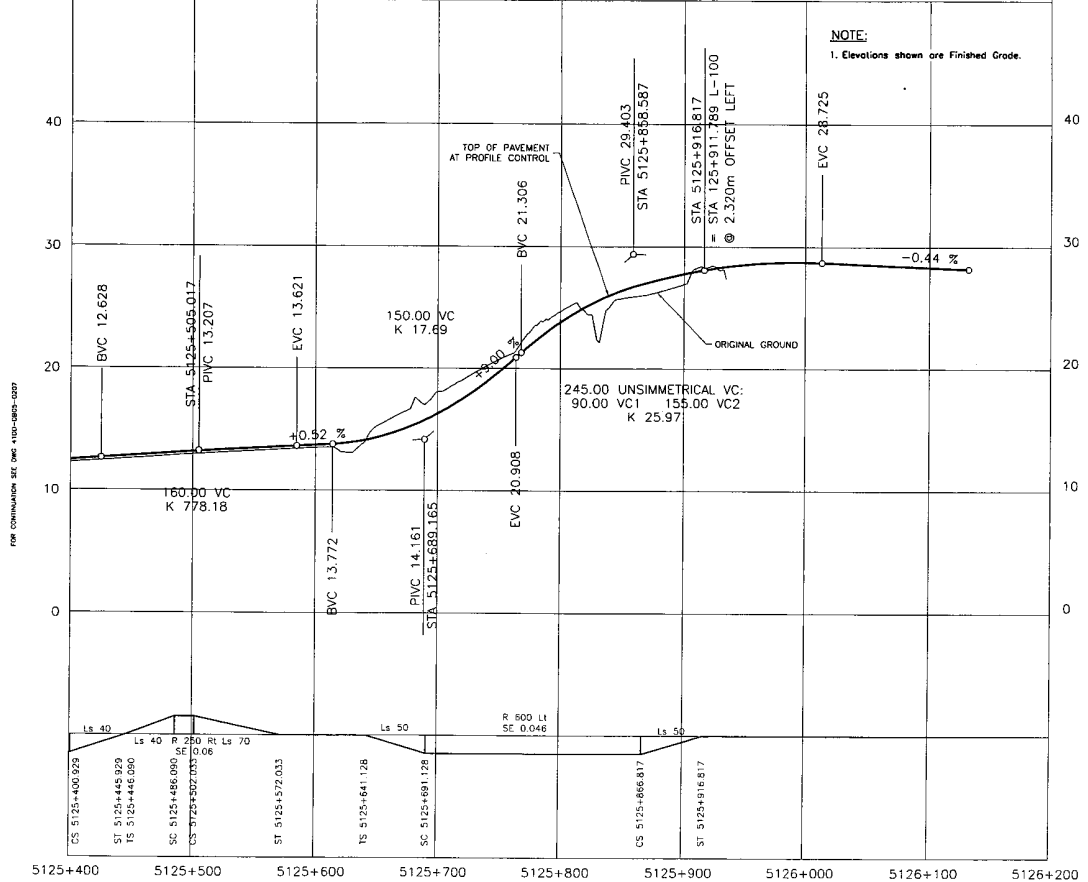 NOTE:
1. Elevations shown are Finished Grade.
40
40
30
30
20
20
10
10
0
0
FOR CONTINUATION SEE DWG 4100-0805-0207
BVC 12.628
STA 5125+505.017
PIVC 13.207
EVC 13.621
160.00 VC
K 778.18
+0.52 %
BVC 13.772
PIVC 14.161
STA 5125+689.165
150.00 VC
K 17.69
+9.00 %
EVC 20.908
BVC 21.306
TOP OF PAVEMENT
AT PROFILE CONTROL
PIVC 29.403
STA 5125+858.587
STA 5125+916.817
= STA 125+911.789 L-100
@ 2.320m OFFSET LEFT
245.00 UNSIMMETRICAL VC:
90.00 VC1 155.00 VC2
K 25.97
ORIGINAL GROUND
EVC 28.725
-0.44 %
Ls 40
Ls 40 R 250 Rt Ls 70
SE 0.06
Ls 50
R 600 Lt
SE 0.046
Ls 50
CS 5125+400.929
ST 5125+445.929
TS 5125+446.090
SC 5125+486.090
CS 5125+502.033
ST 5125+572.033
TS 5125+641.128
SC 5125+691.128
CS 5125+866.817
ST 5125+916.817
5125+400
5125+500
5125+600
5125+700
5125+800
5125+900
5126+000
5126+100
5126+200